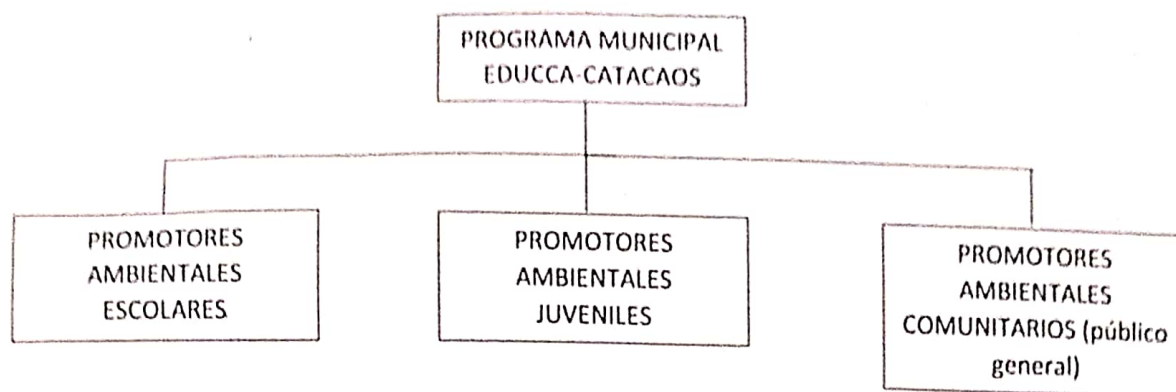 PROGRAMA MUNICIPAL
EDUCCA-CATACAOS
PROMOTORES
AMBIENTALES
ESCOLARES
PROMOTORES
AMBIENTALES
JUVENILES
PROMOTORES
AMBIENTALES
COMUNITARIOS (público
general)